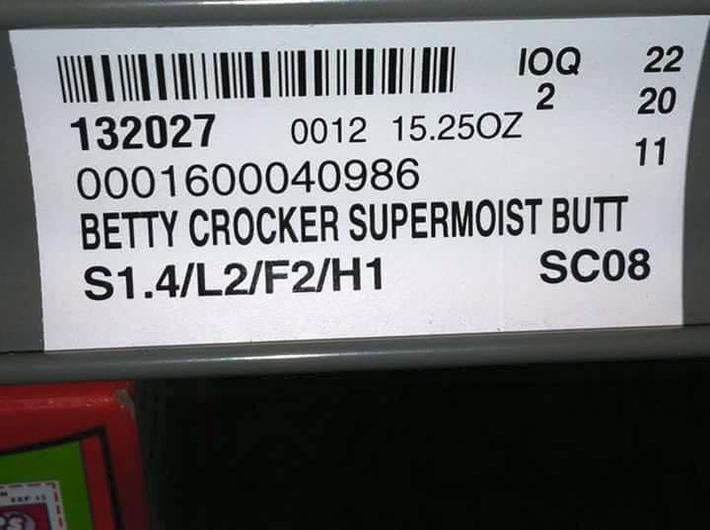 IOQ 22
132027 0012 15.25OZ 2 20
0001600040986 11
BETTY CROCKER SUPERMOIST BUTT
S1.4/L2/F2/H1 SC08